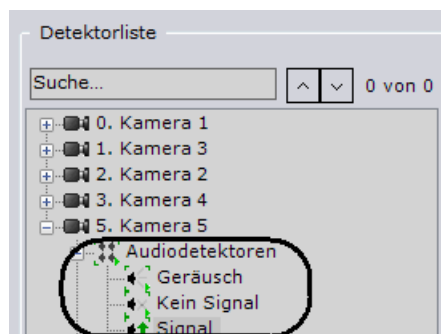 Detektorliste
Suche...
0 von 0
0. Kamera 1
1. Kamera 3
2. Kamera 2
3. Kamera 4
5. Kamera 5
Audiodetektoren
Geräusch
Kein Signal
Signal